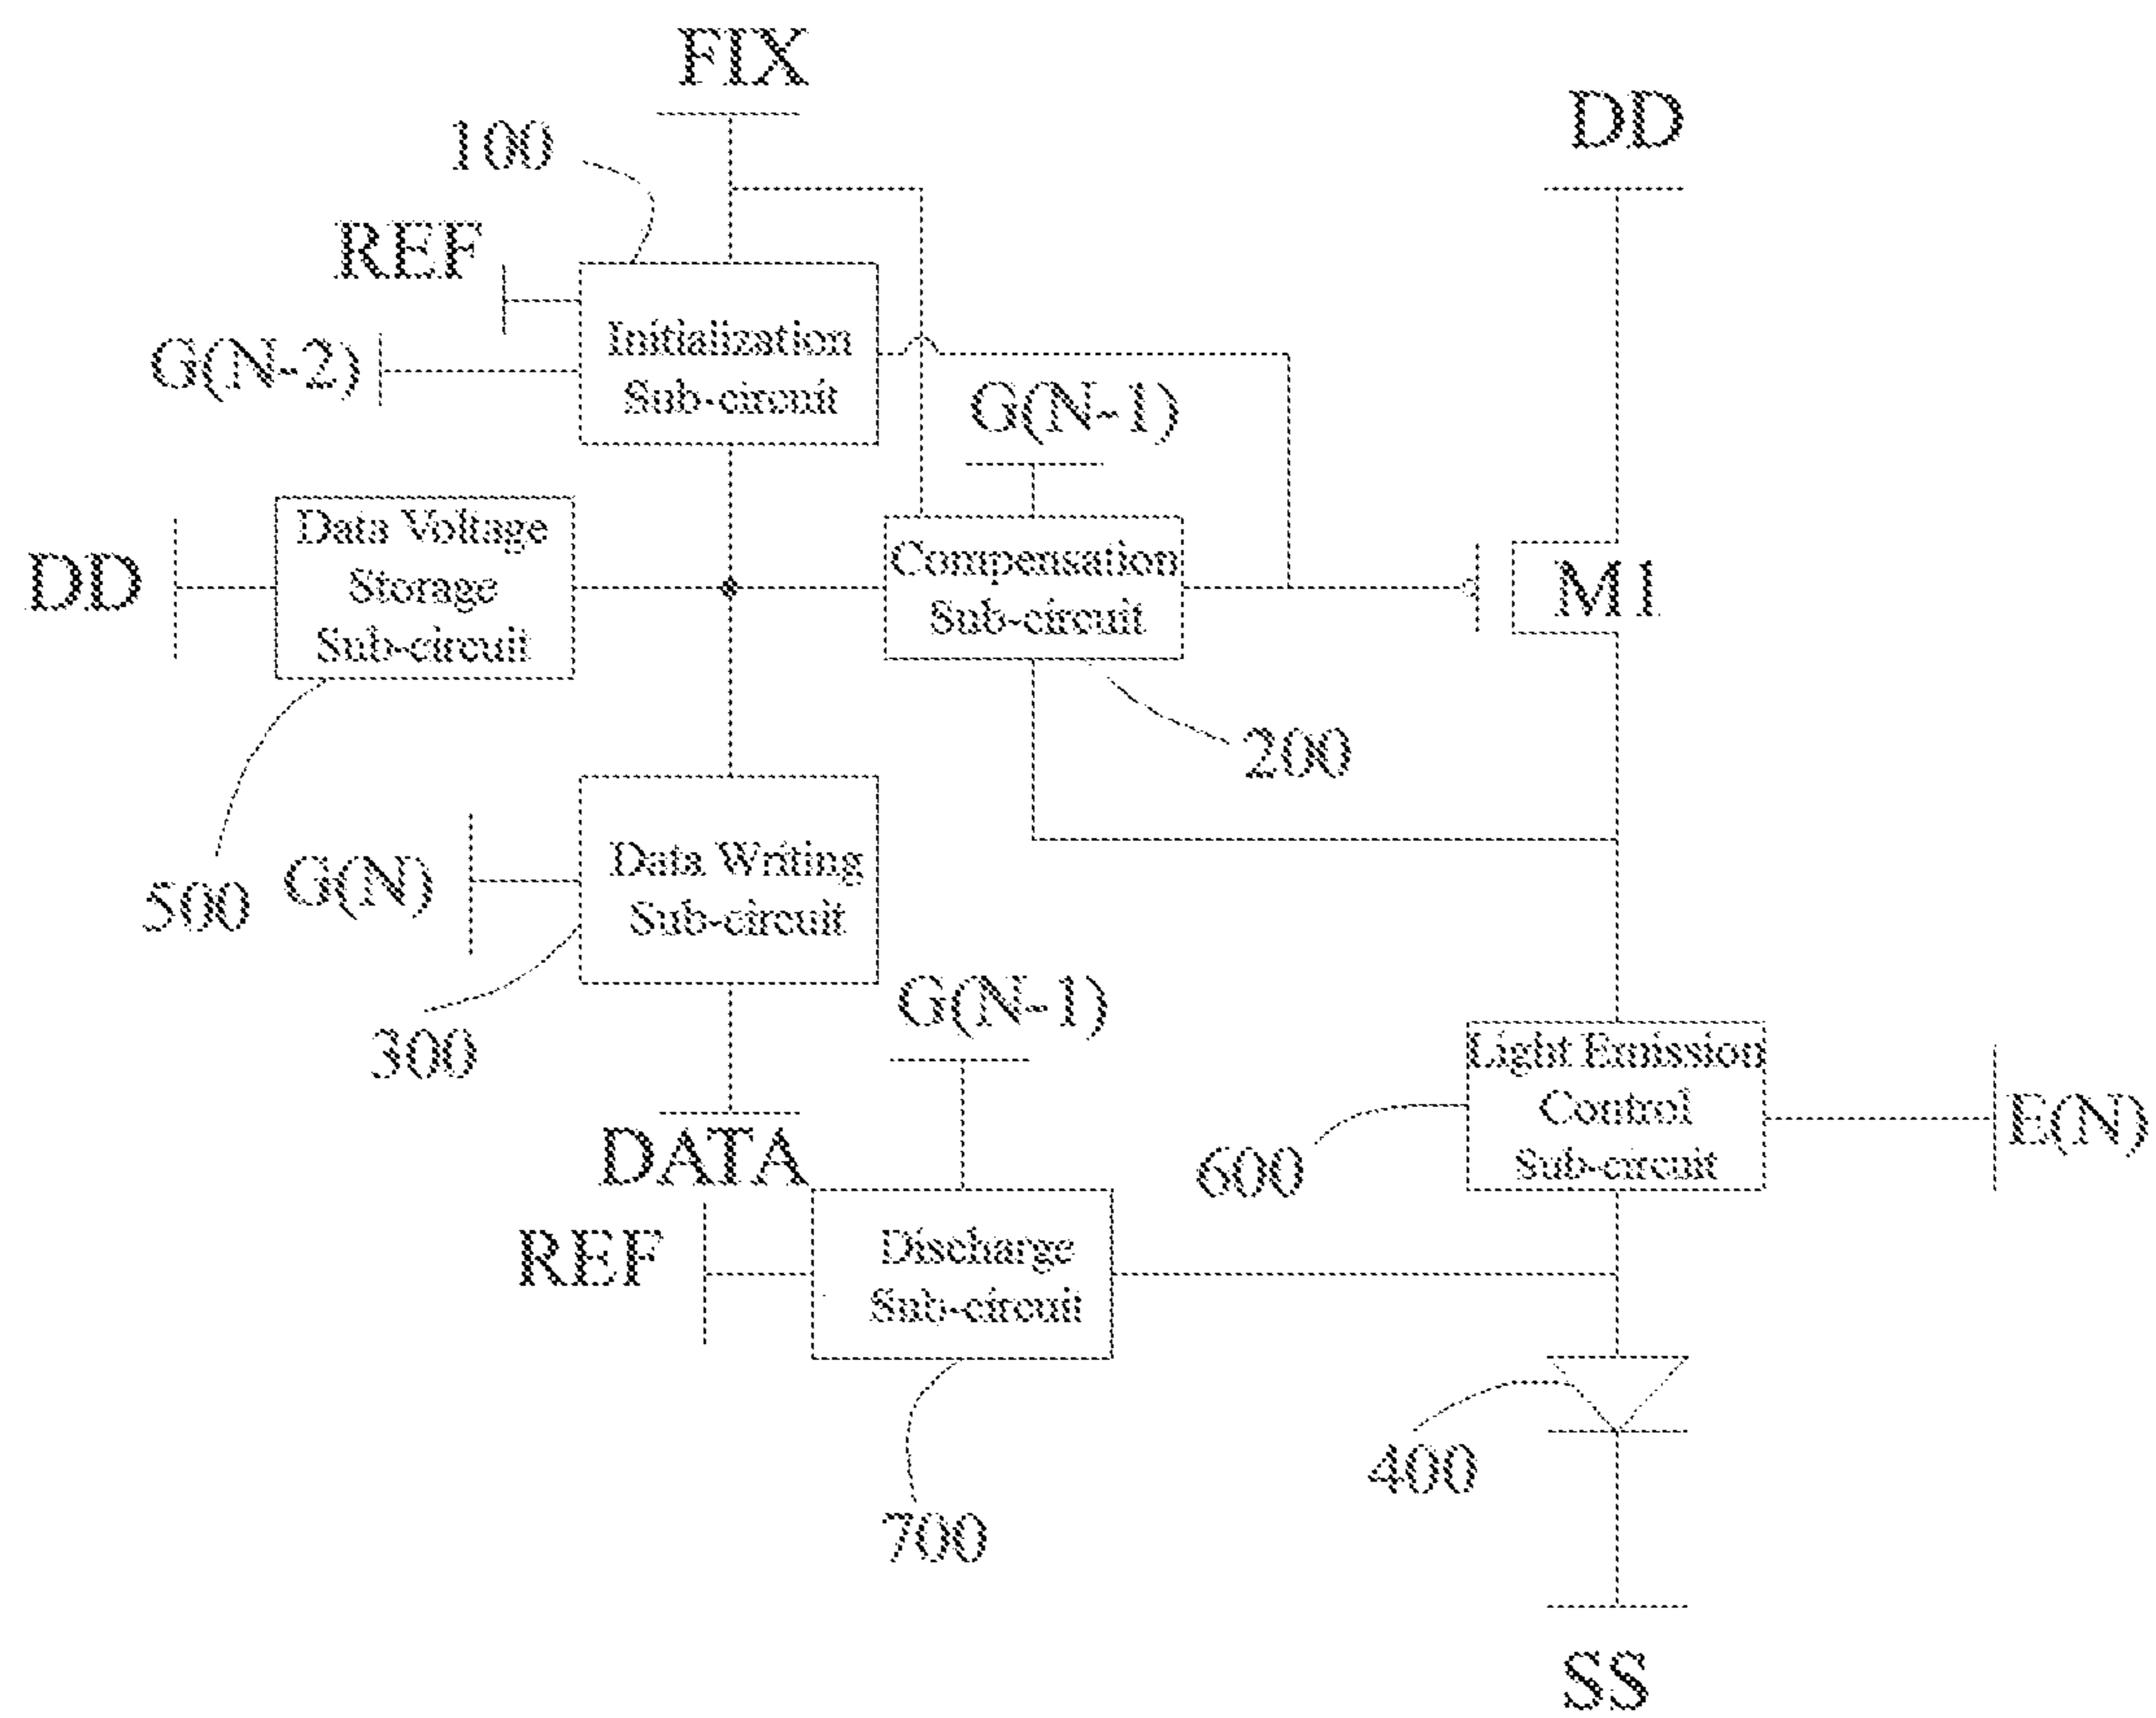 FIX
DD
100
REF
Initialization
Sub-circuit
G(N-2)
G(N-1)
DD
Data Voltage
Storage
Sub-circuit
Compensation
Sub-circuit
M1
200
500
G(N)
Data Writing
Sub-circuit
300
G(N-1)
DATA
Light Emission
Control
Sub-circuit
E(N)
600
REF
Discharge
Sub-circuit
400
700
SS